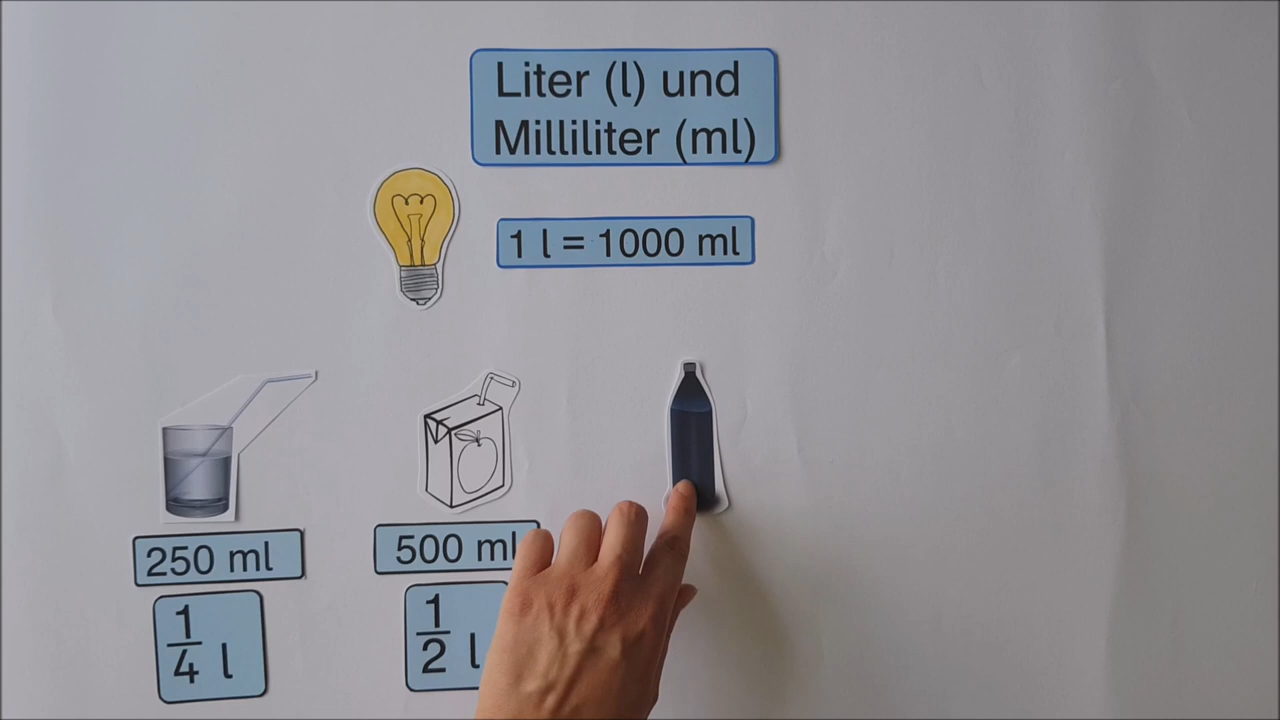 Liter (l) und
Milliliter (ml)
1 l = 1000 ml
250 ml
500 ml
1/4 l
1/2 l